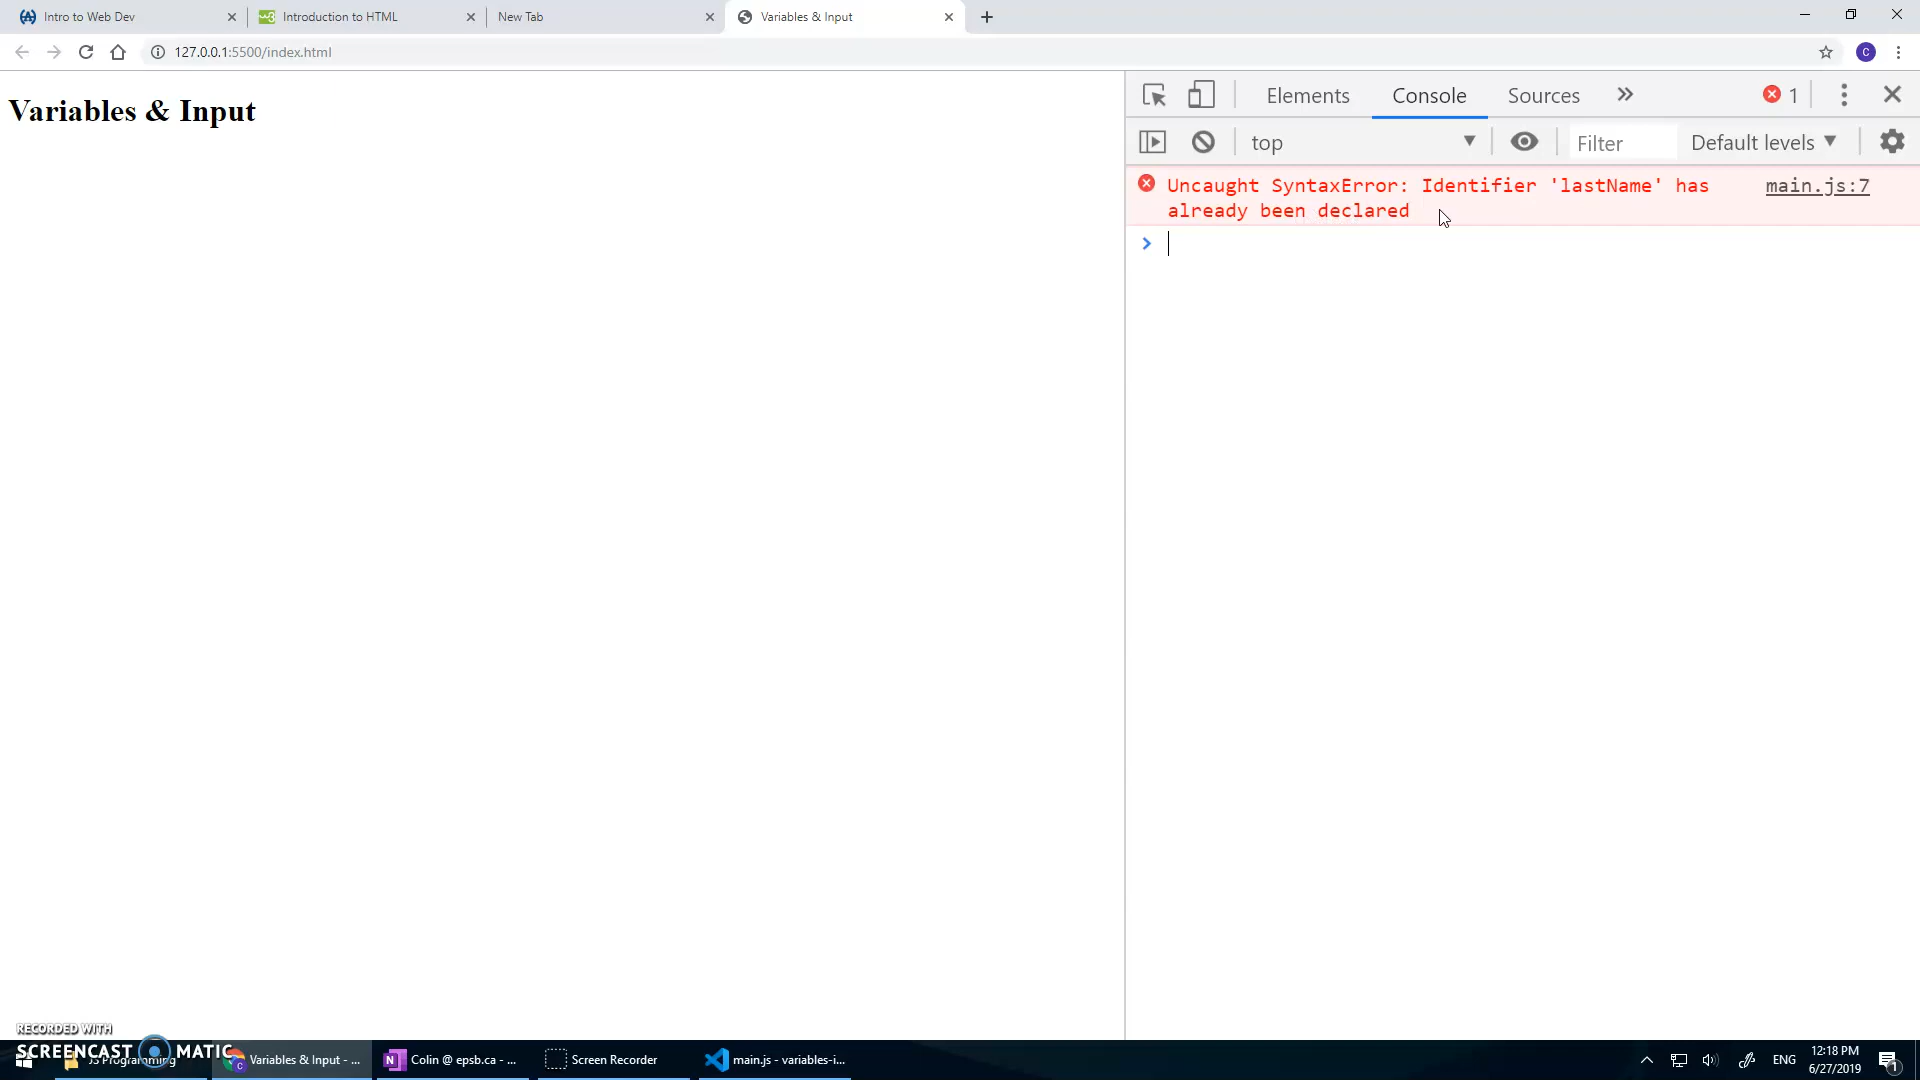 Intro to Web Dev
Introduction to HTML
New Tab
Variables & Input
127.0.0.1:5500/index.html
C
Variables & Input
Elements
Console
Sources
1
top
Filter
Default levels
Uncaught SyntaxError: Identifier 'lastName' has
already been declared
main.js:7
RECORDED WITH
SCREENCAST MATIC
JS Programming
Variables & Input - ...
Colin @ epsb.ca - ...
Screen Recorder
main.js - variables-i...
ENG
12:18 PM
6/27/2019
1